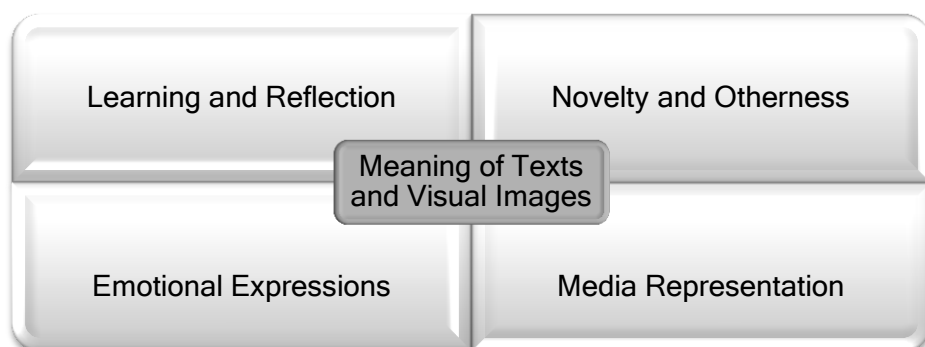 Learning and Reflection
Novelty and Otherness
Meaning of Texts
and Visual Images
Emotional Expressions
Media Representation